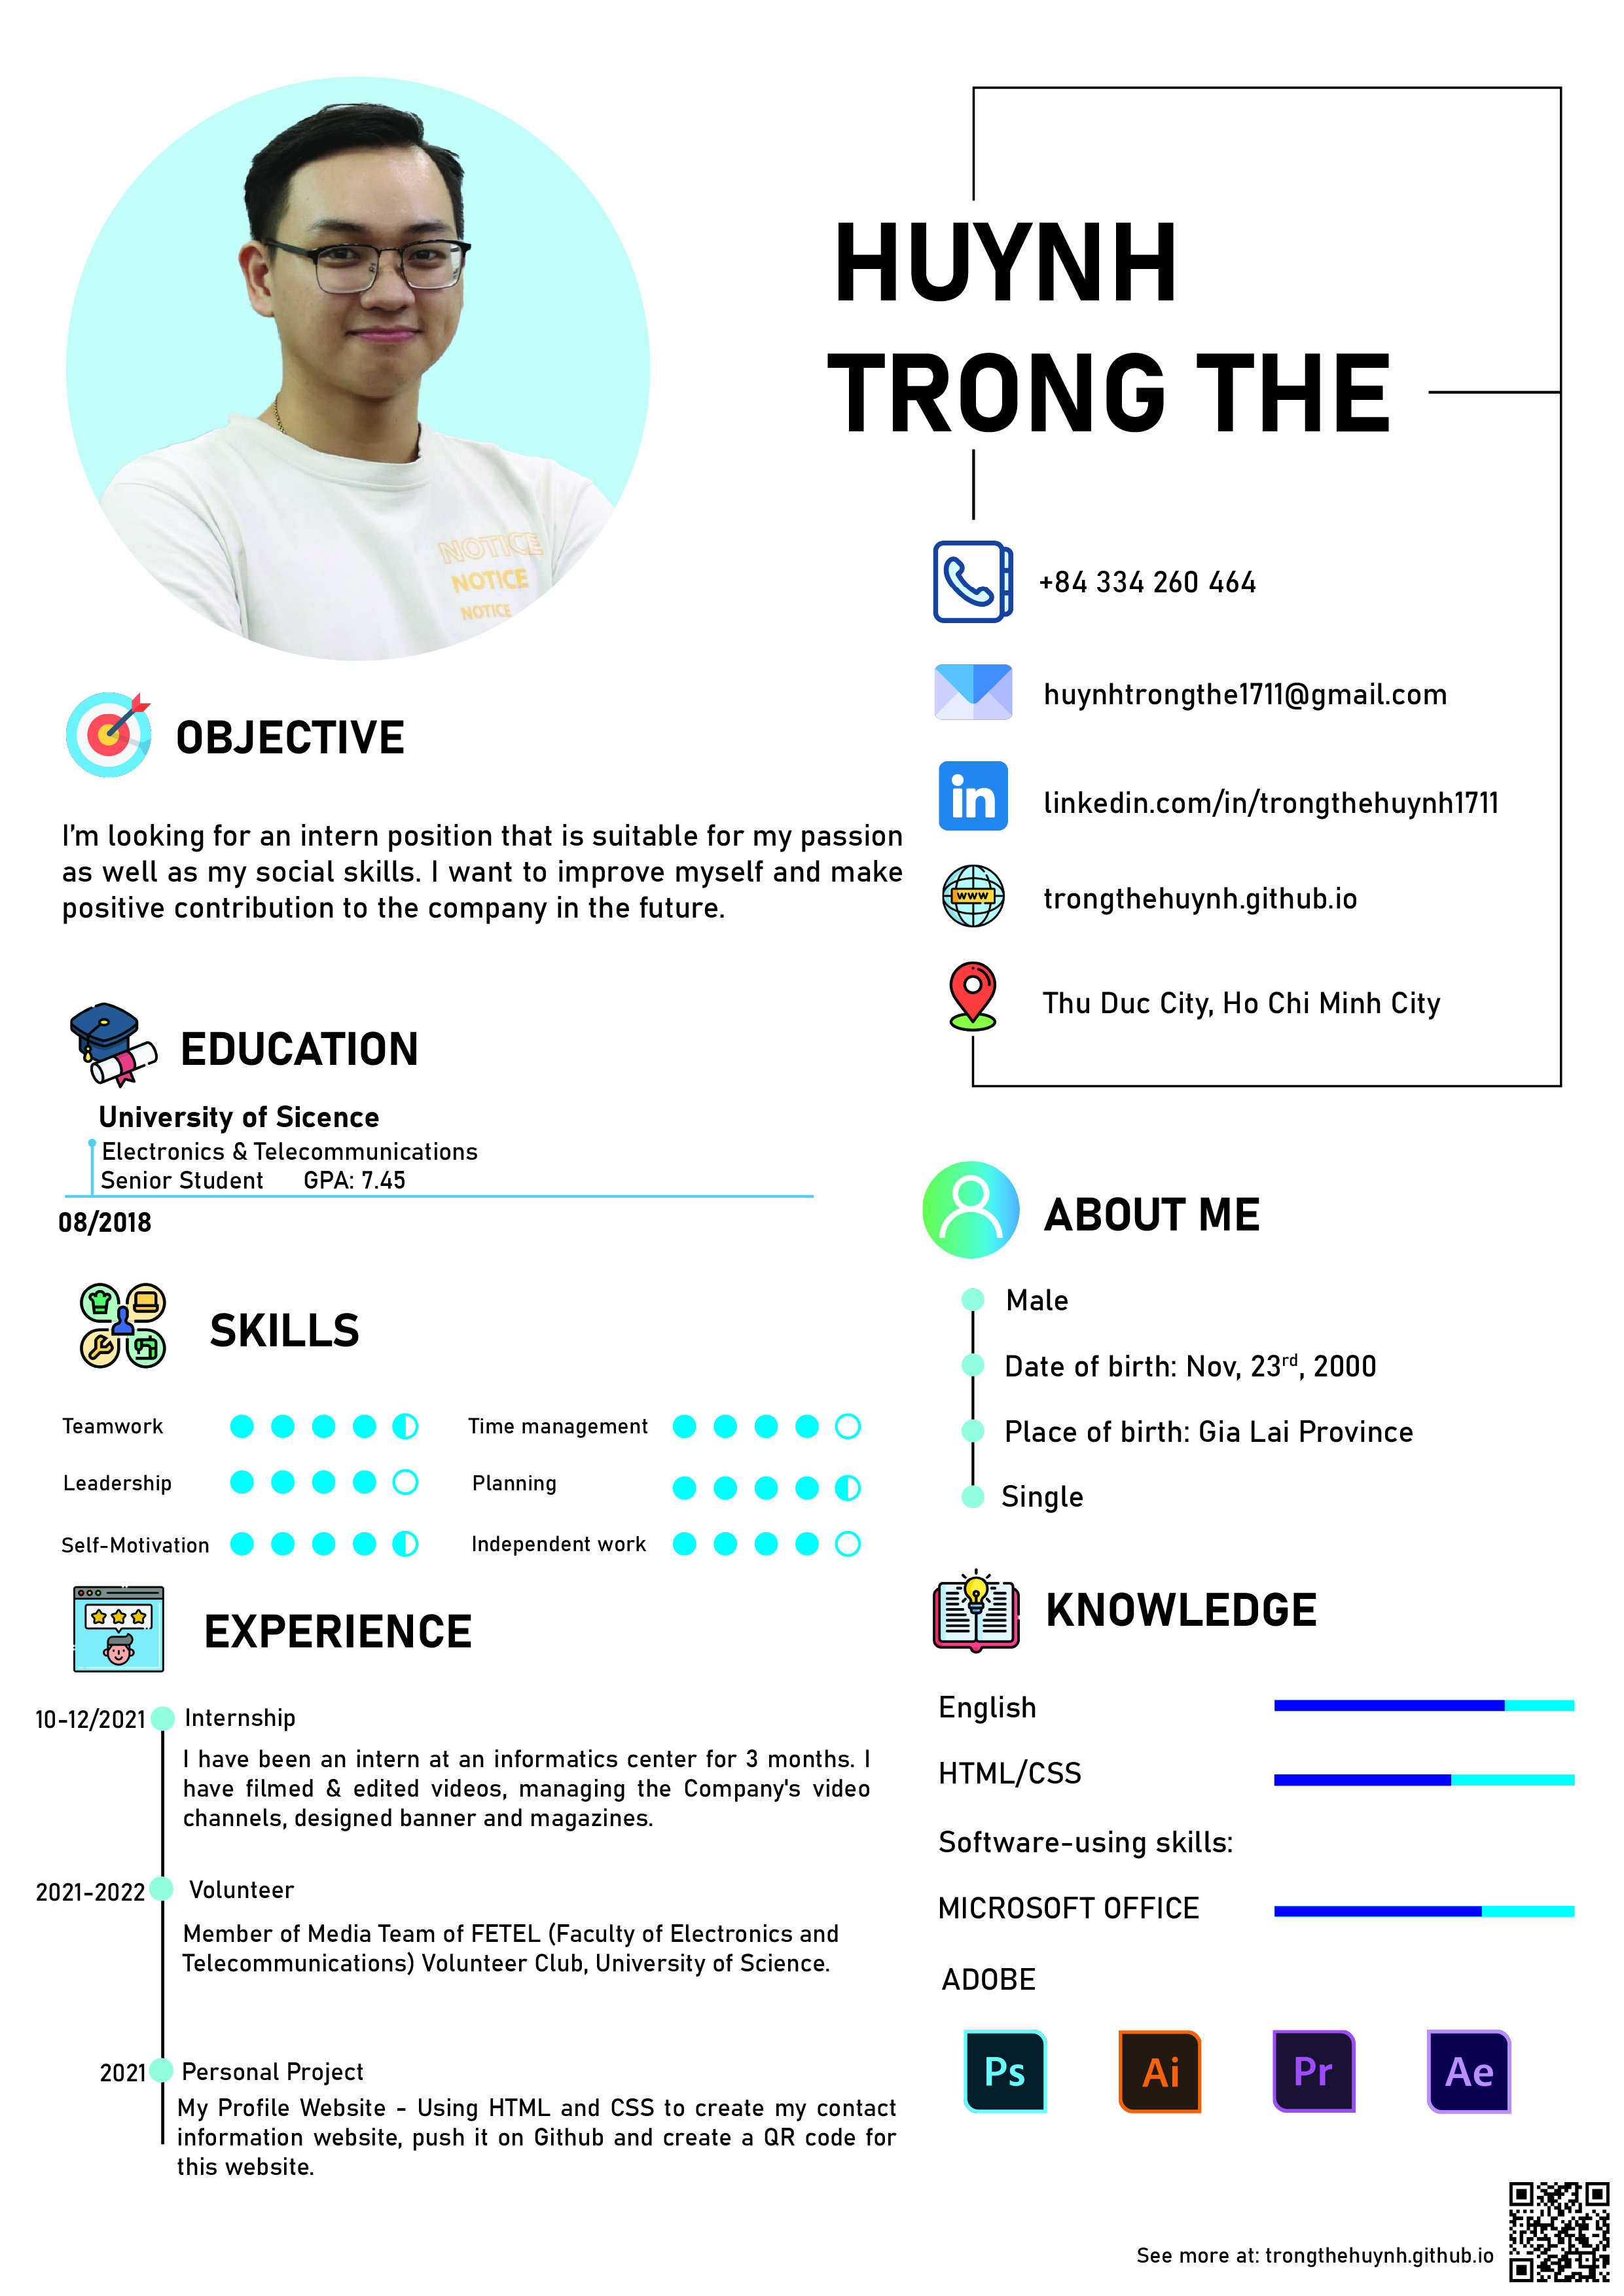 HUYNH
TRONG THE
NOTICE
NOTICE
NOTICE
+84 334 260 464
huynhtrongthe1711@gmail.com
linkedin.com/in/trongthehuynh1711
www
trongthehuynh.github.io
Thu Duc City, Ho Chi Minh City
OBJECTIVE
I'm looking for an intern position that is suitable for my passion
as well as my social skills. I want to improve myself and make
positive contribution to the company in the future.
EDUCATION
University of Sicence
Electronics & Telecommunications
Senior Student GPA: 7.45
08/2018
SKILLS
Teamwork
Time management
Leadership
Planning
Self-Motivation
Independent work
EXPERIENCE
10-12/2021 Internship
I have been an intern at an informatics center for 3 months. I
have filmed & edited videos, managing the Company's video
channels, designed banner and magazines.
2021-2022 Volunteer
Member of Media Team of FETEL (Faculty of Electronics and
Telecommunications) Volunteer Club, University of Science.
2021 Personal Project
My Profile Website - Using HTML and CSS to create my contact
information website, push it on Github and create a QR code for
this website.
ABOUT ME
Male
Date of birth: Nov, 23rd, 2000
Place of birth: Gia Lai Province
Single
KNOWLEDGE
English
HTML/CSS
Software-using skills:
MICROSOFT OFFICE
ADOBE
Ps Ai Pr Ae
See more at: trongthehuynh.github.io